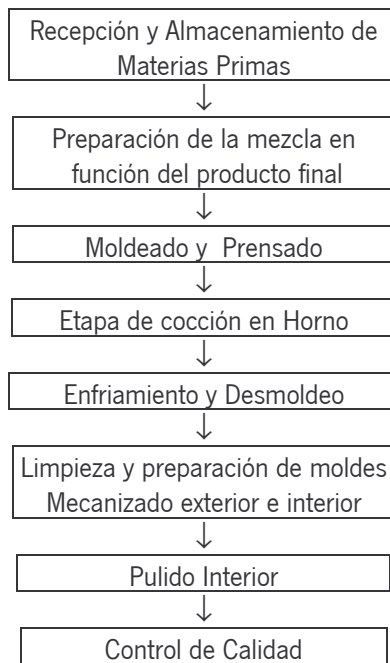 Recepción y Almacenamiento de
Materias Primas
Preparación de la mezcla en
función del producto final
Moldeado y Prensado
Etapa de cocción en Horno
Enfriamiento y Desmoldeo
Limpieza y preparación de moldes
Mecanizado exterior e interior
Pulido Interior
Control de Calidad